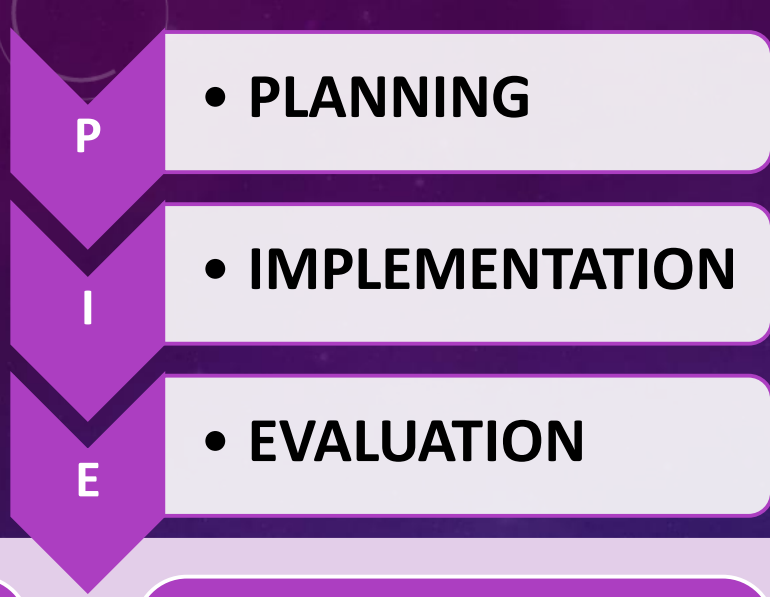 P
• PLANNING
I
• IMPLEMENTATION
E
• EVALUATION